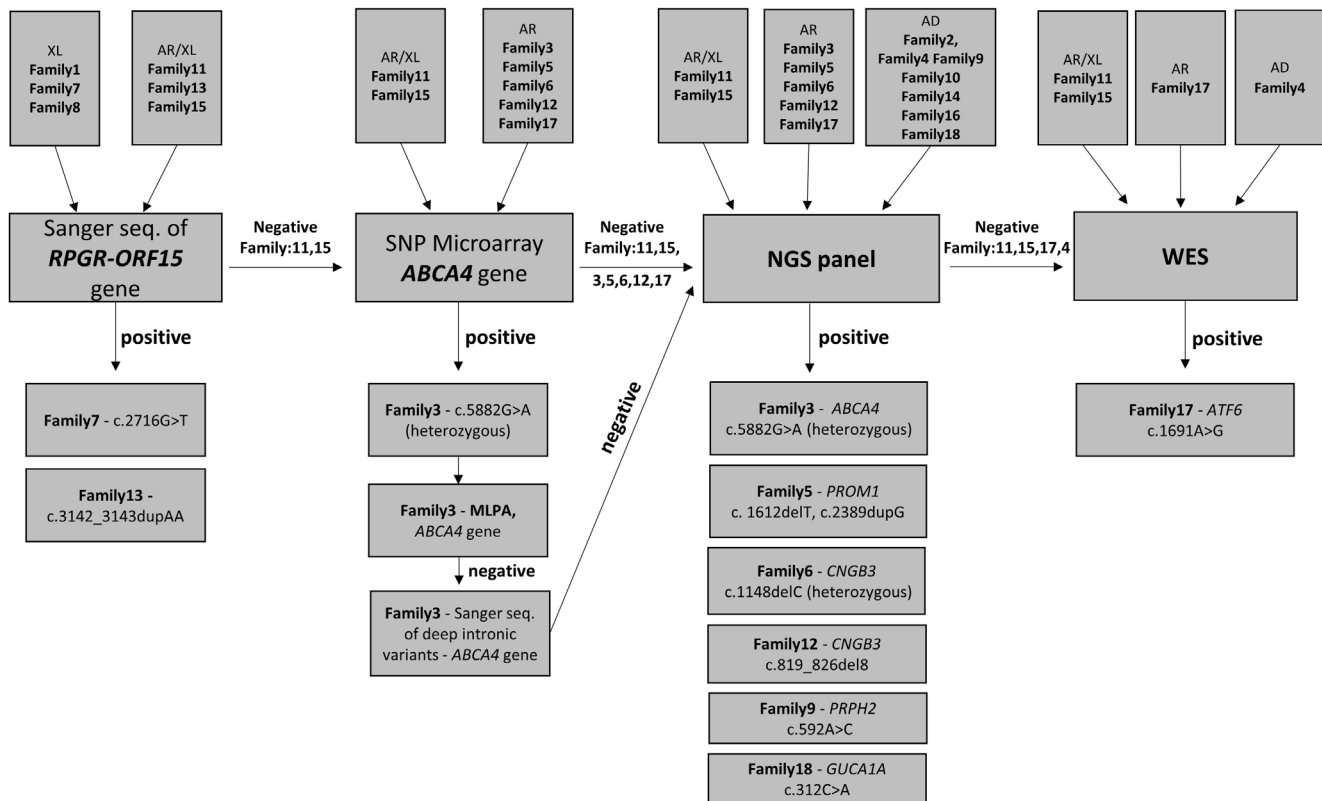 XL
Family1
Family7
Family8
AR/XL
Family11
Family13
Family15
AR/XL
Family11
Family15
AR
Family3
Family5
Family6
Family12
Family17
AR/XL
Family11
Family15
AR
Family3
Family5
Family6
Family12
Family17
AD
Family2,
Family4 Family9
Family10
Family14
Family16
Family18
AR/XL
Family11
Family15
AR
Family17
AD
Family4
Sanger seq. of
RPGR-ORF15
gene
Negative
Family:11,15
SNP Microarray
ABCA4 gene
Negative
Family:11,15,
3,5,6,12,17
NGS panel
Negative
Family:11,15,17,4
WES
positive
positive
positive
positive
Family7 - c.2716G>T
Family13 -
c.3142_3143dupAA
Family3 - c.5882G>A
(heterozygous)
Family3 - MLPA,
ABCA4 gene
negative
Family3 - Sanger seq.
of deep intronic
variants - ABCA4 gene
negative
Family3 - ABCA4
c.5882G>A (heterozygous)
Family5 - PROM1
c. 1612delT, c.2389dupG
Family6 - CNGB3
c.1148delC (heterozygous)
Family12 - CNGB3
c.819_826del8
Family9 - PRPH2
c.592A>C
Family18 - GUCA1A
c.312C>A
Family17 - ATF6
c.1691A>G